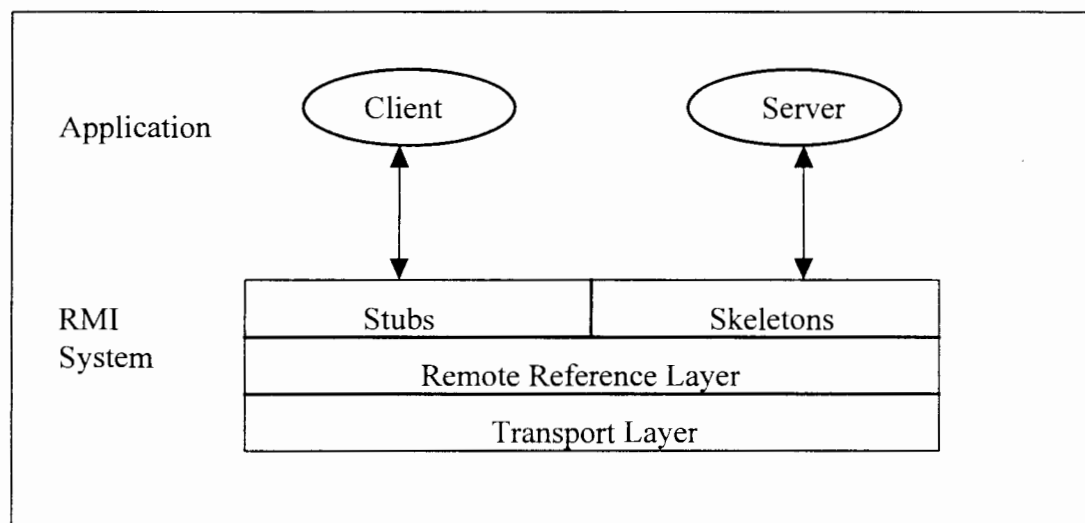 Client
Server
Application
RMI
System
Stubs
Skeletons
Remote Reference Layer
Transport Layer